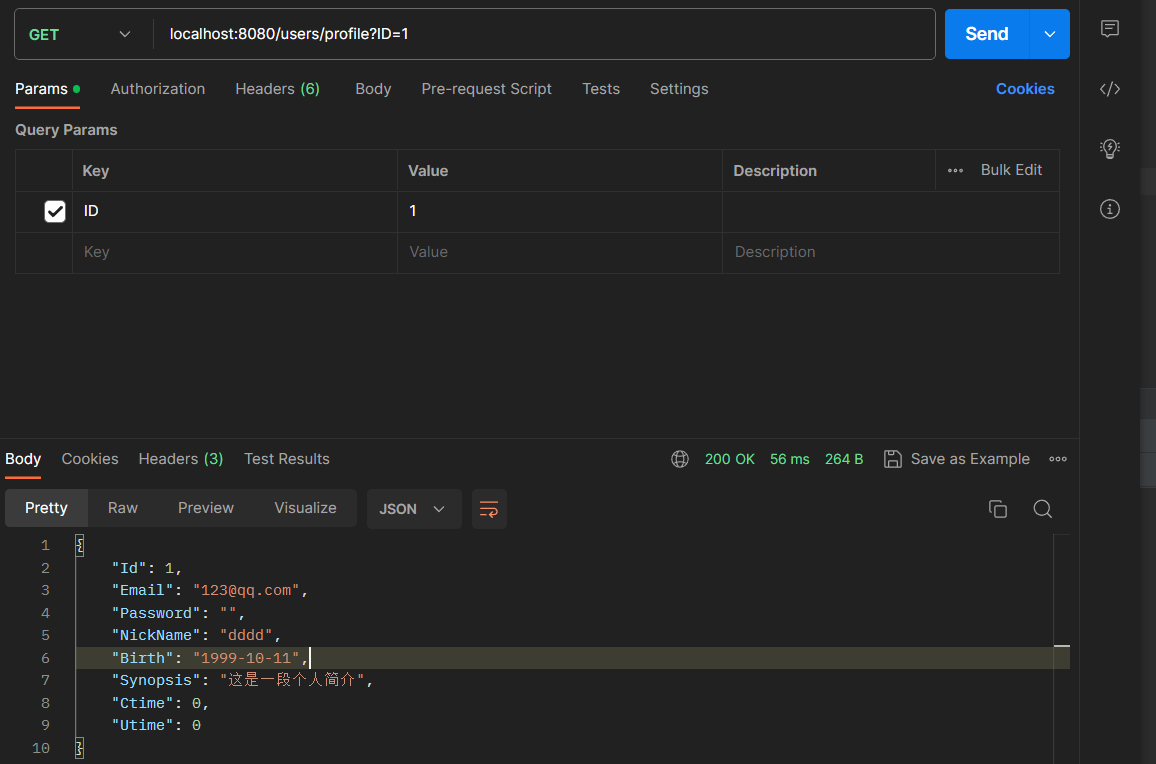 GET localhost:8080/users/profile?ID=1 Send
Params Authorization Headers (6) Body Pre-request Script Tests Settings Cookies
Query Params
Key Value Description Bulk Edit
ID 1
Key Value Description
Body Cookies Headers (3) Test Results 200 OK 56 ms 264 B Save as Example
Pretty Raw Preview Visualize JSON
1 {
2 "Id": 1,
3 "Email": "123@qq.com",
4 "Password": "",
5 "NickName": "dddd",
6 "Birth": "1999-10-11",
7 "Synopsis": "这是一段个人简介",
8 "Ctime": 0,
9 "Utime": 0
10 }